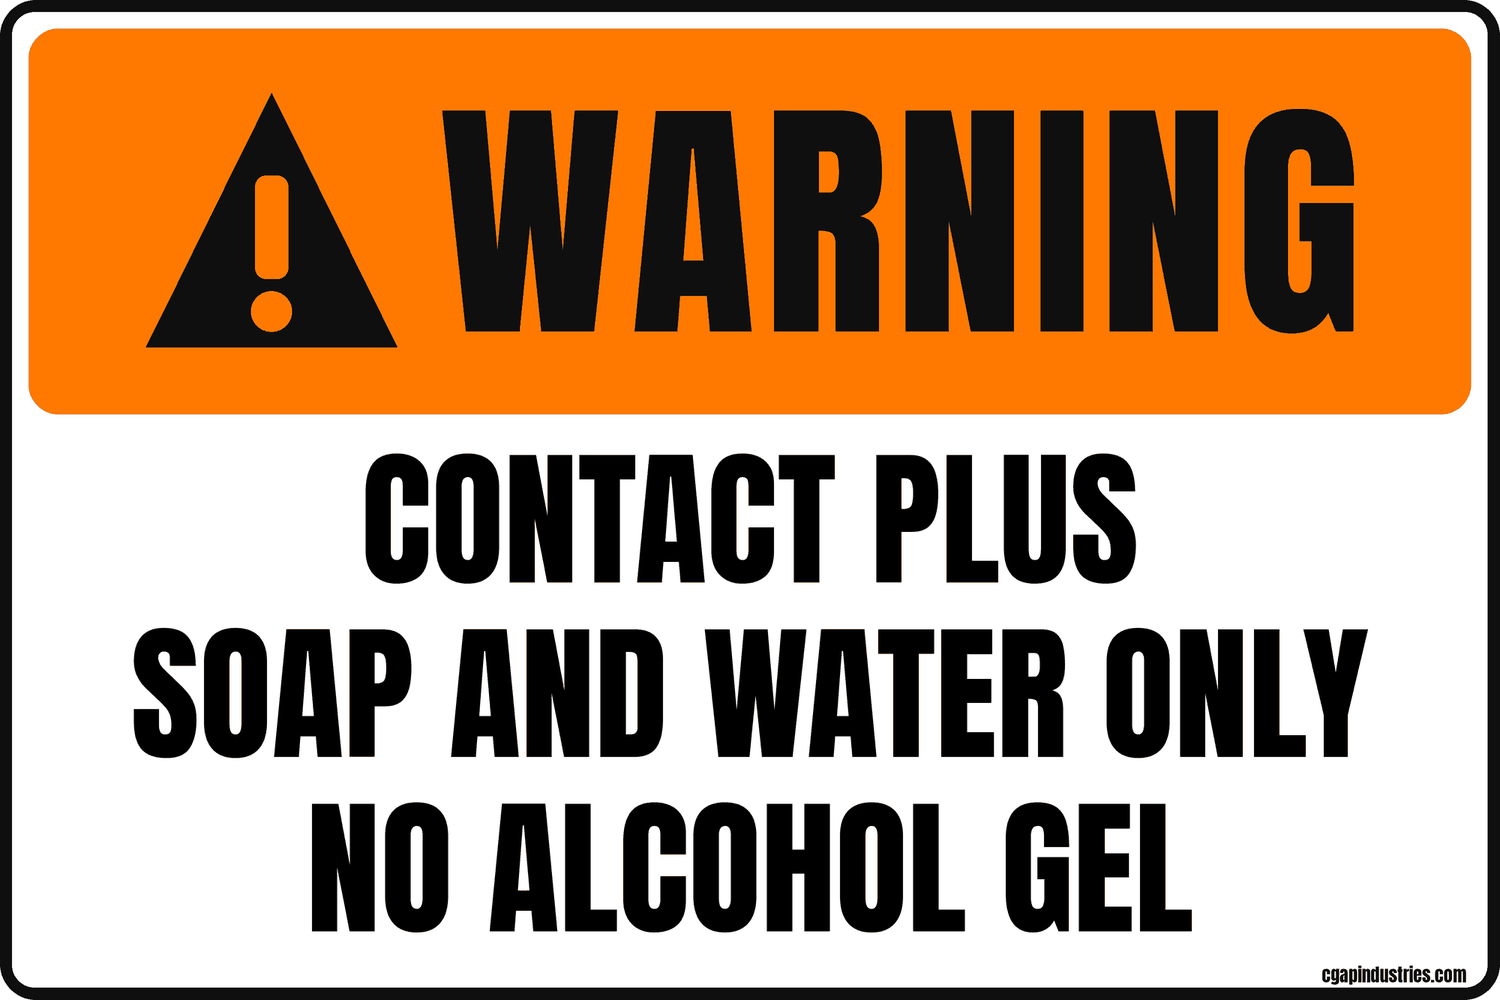 WARNING
CONTACT PLUS
SOAP AND WATER ONLY
NO ALCOHOL GEL
cgapindustries.com